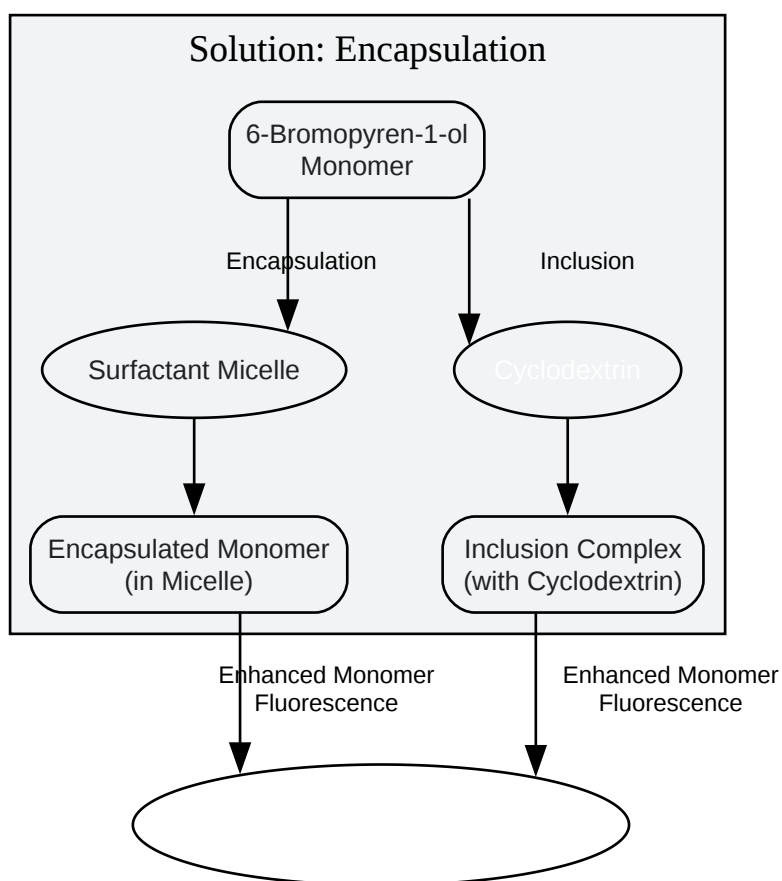 Solution: Encapsulation
6-Bromopyren-1-ol
Monomer
Encapsulation
Inclusion
Surfactant Micelle
Cyclodextrin
Encapsulated Monomer
(in Micelle)
Inclusion Complex
(with Cyclodextrin)
Enhanced Monomer
Fluorescence
Enhanced Monomer
Fluorescence